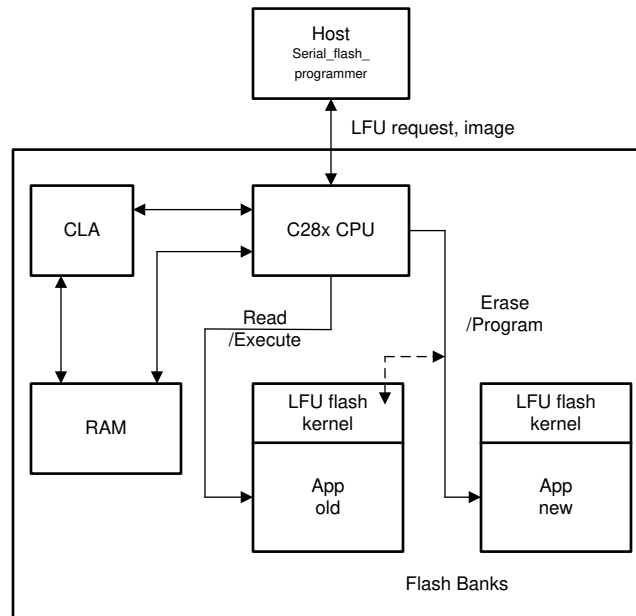 Host
Serial_flash_
programmer
LFU request, image
CLA
C28x CPU
Read
/Execute
Erase
/Program
RAM
LFU flash
kernel
App
old
LFU flash
kernel
App
new
Flash Banks